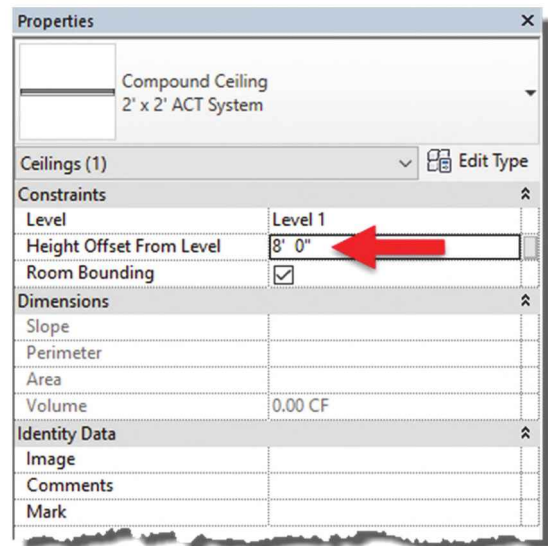 Properties
Compound Ceiling
2' x 2' ACT System
Ceilings (1) Edit Type
Constraints
Level Level 1
Height Offset From Level 8' 0"
Room Bounding
Dimensions
Slope
Perimeter
Area
Volume 0.00 CF
Identity Data
Image
Comments
Mark